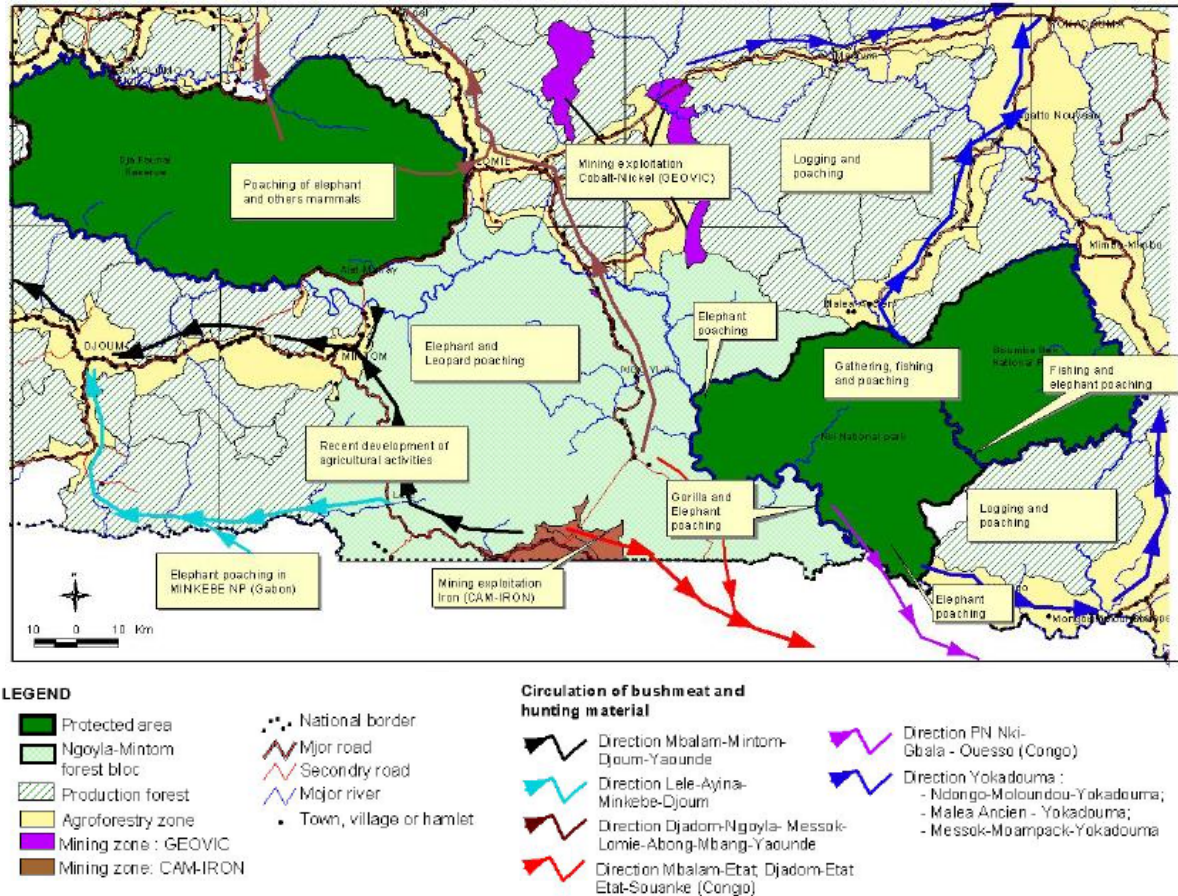 YOKADOUMA
Dja Faunal
Reserve
Poaching of elephant
and others mammals
Mining exploitation
Cobalt-Nickel (GEOVIC)
Logging and
poaching
Elephant
poaching
DJOUM
MINTOM
Elephant and
Leopard poaching
Gathering, fishing
and poaching
National
Fishing and
elephant poaching
Recent development of
agricultural activities
Nki National park
Gorilla and
Elephant
poaching
Logging and
poaching
Elephant poaching in
MINKEBE NP (Gabon)
Mining exploitation
Iron (CAM-IRON)
Elephant
poaching
10 0 10 Km
LEGEND
Protected area
Ngoyla-Mintom
forest bloc
Production forest
Agroforestry zone
Mining zone : GEOVIC
Mining zone: CAM-IRON
National border
Mjor road
Secondry road
Mojor river
Town, village or hamlet
Circulation of bushmeat and
hunting material
Direction Mbalam-Mintom-
Djoum-Yaounde
Direction Lele-Ayina-
Minkebe-Djoum
Direction Djadom-Ngoyla- Messok-
Lomie-Abong-Mbang-Yaounde
Direction Mbalam-Etat, Djadom-Etat
Etat-Souanke (Congo)
Direction PN Nki-
Gbala - Ouesso (Congo)
Direction Yokadouma :
- Ndongo-Moloundou-Yokadouma;
- Malea Ancien - Yokadouma;
- Messok-Moampack-Yokadouma